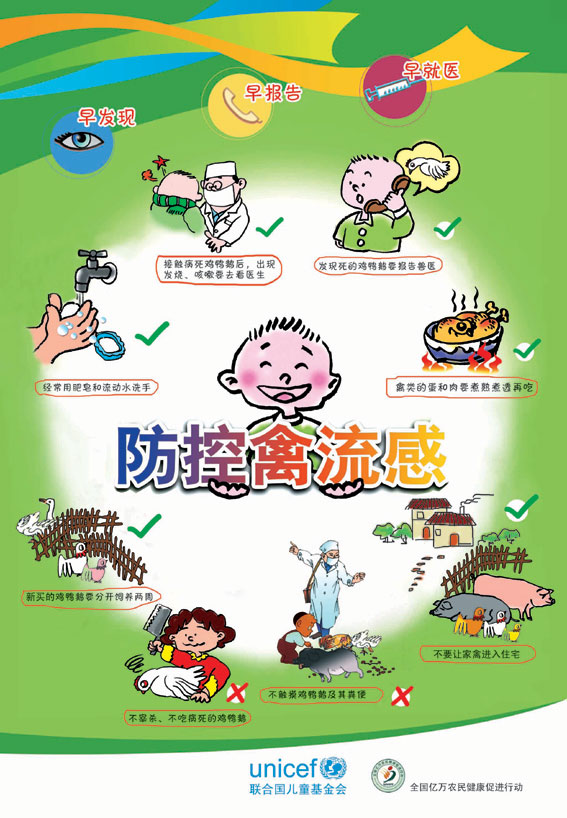 早就医
早报告
早发现
接触病死鸡鸭鹅后，出现
发烧、咳嗽要去看医生
发现死的鸡鸭鹅要报告兽医
经常用肥皂和流动水洗手
禽类的蛋和肉要煮熟煮透再吃
防控禽流感
新买的鸡鸭鹅要分开饲养两周
不要让家禽进入住宅
不触摸鸡鸭鹅及其粪便
不宰杀、不吃病死的鸡鸭鹅
unicef
联合国儿童基金会
全国亿万农民健康促进行动